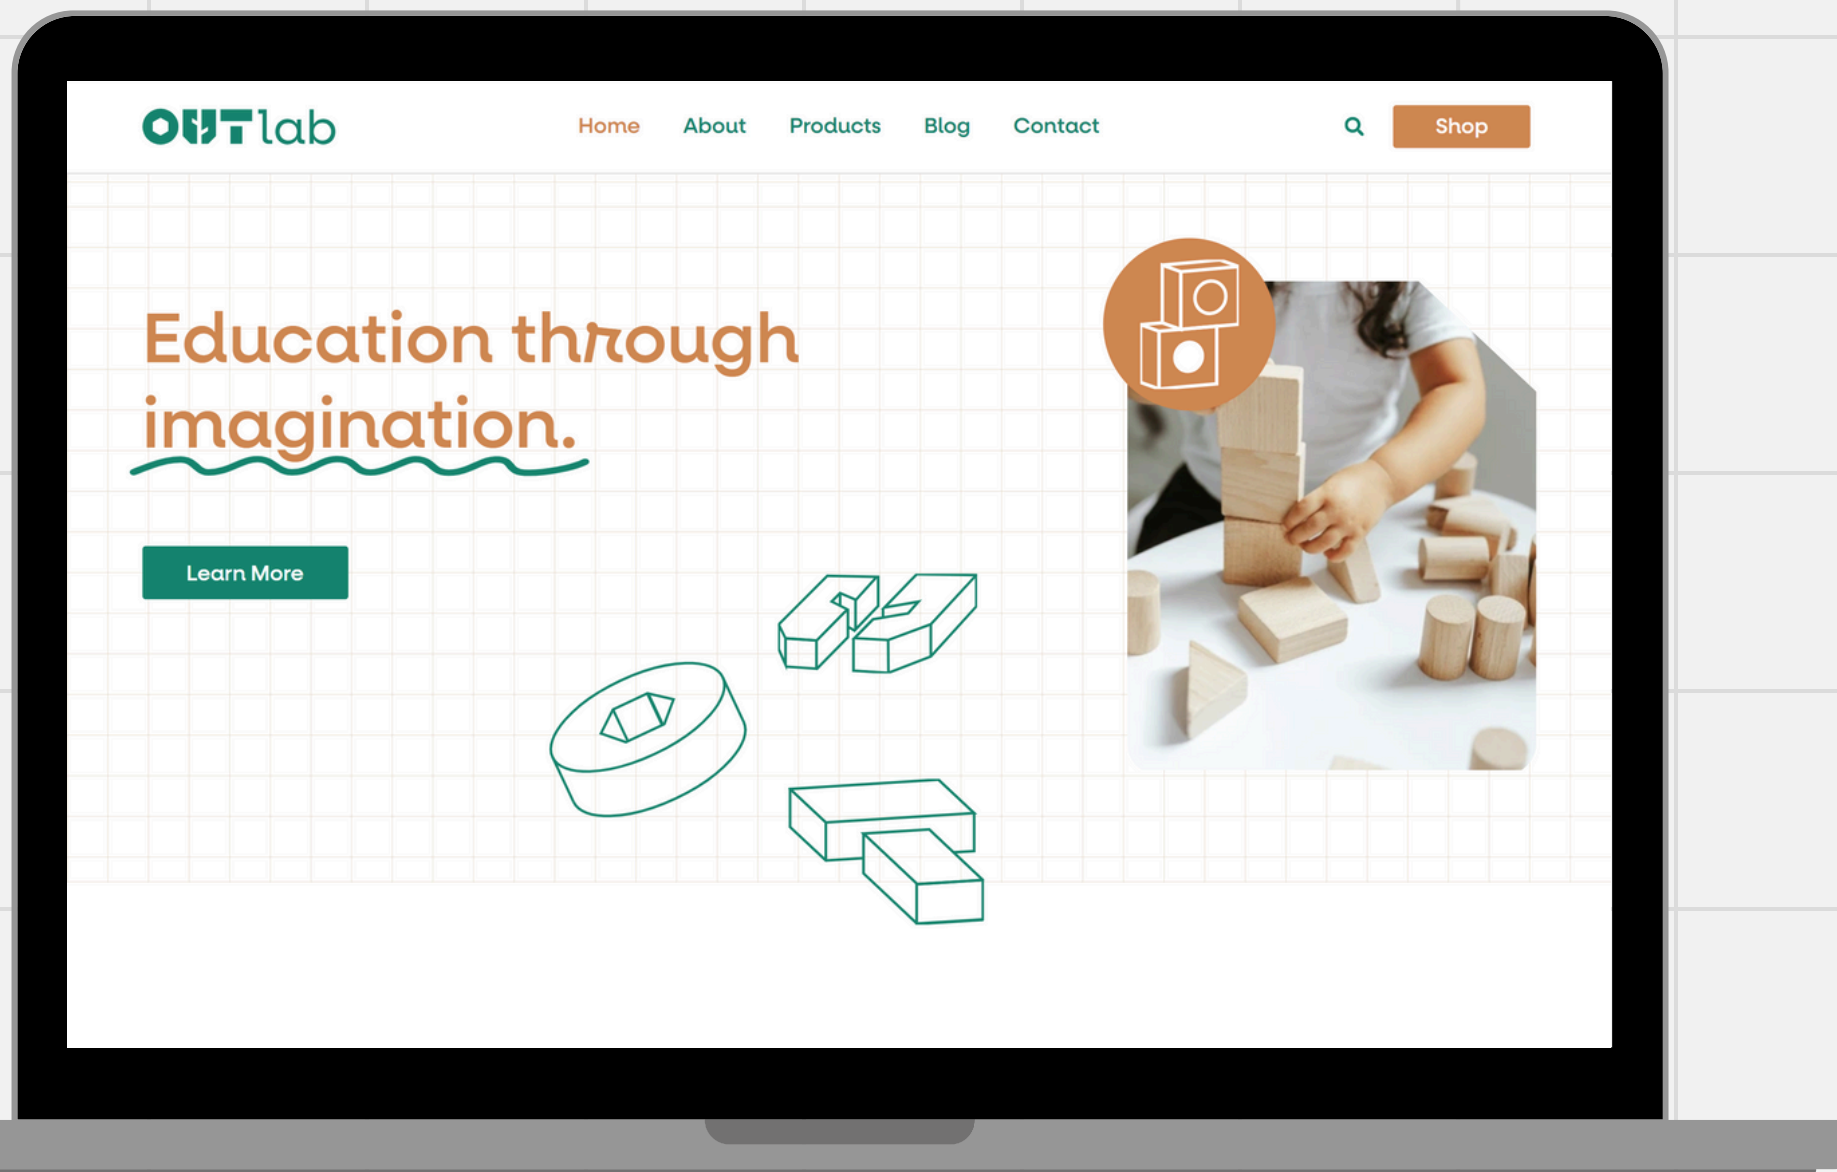 OUTlab
Home About Products Blog Contact
Shop
Education through
imagination.
Learn More